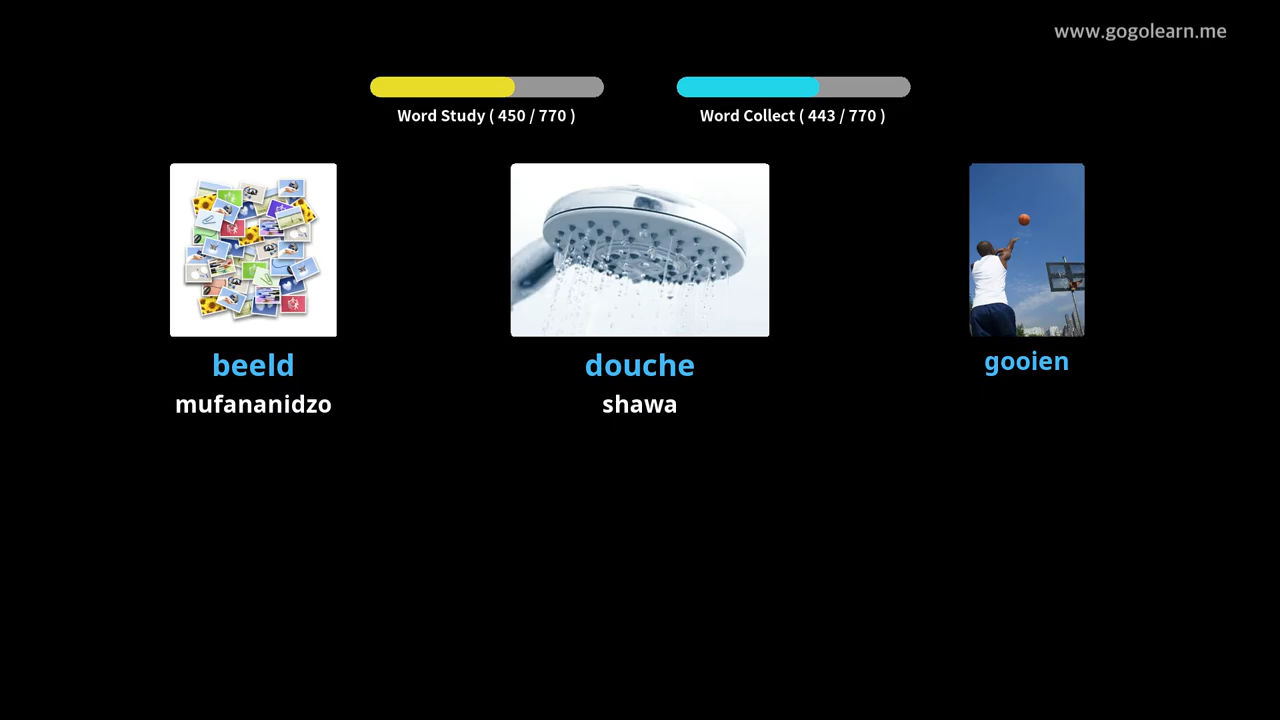 www.gogolearn.me
Word Study ( 450 / 770 )
Word Collect ( 443 / 770 )
beeld
mufananidzo
douche
shawa
gooien